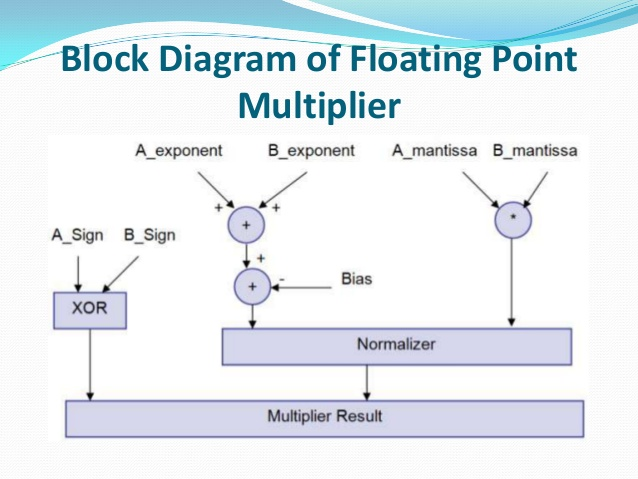 Block Diagram of Floating Point
Multiplier
A_exponent B_exponent A_mantissa B_mantissa
+ +
+ *
A_Sign B_Sign
+
- Bias
+
XOR
Normalizer
Multiplier Result